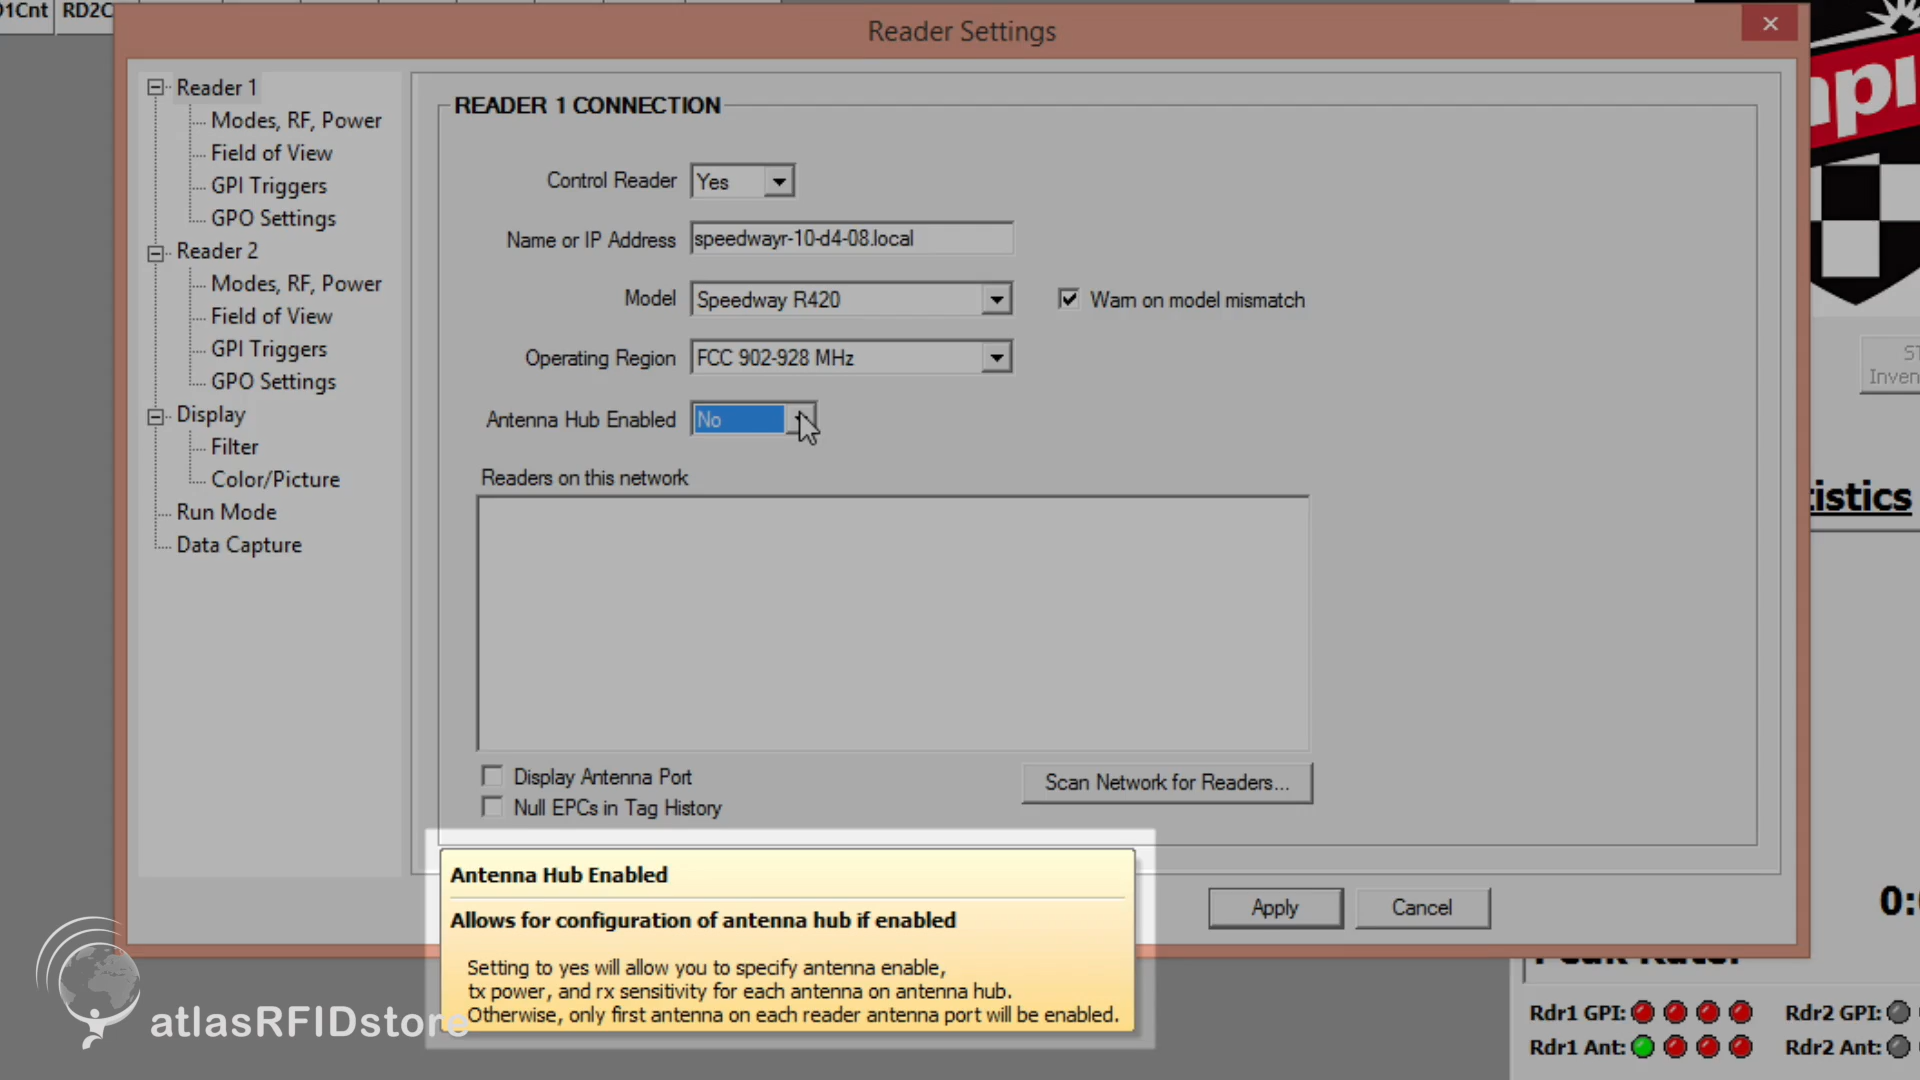 RD2C
Reader Settings
Reader 1
Modes, RF, Power
Field of View
GPI Triggers
GPO Settings
Reader 2
Modes, RF, Power
Field of View
GPI Triggers
GPO Settings
Display
Filter
Color/Picture
Run Mode
Data Capture
READER 1 CONNECTION
Control Reader Yes
Name or IP Address speedwayr-10-d4-08.local
Model Speedway R420 Warn on model mismatch
Operating Region FCC 902-928 MHz
Antenna Hub Enabled No
Readers on this network
Display Antenna Port
Null EPCs in Tag History
Scan Network for Readers...
Antenna Hub Enabled
Allows for configuration of antenna hub if enabled
Setting to yes will allow you to specify antenna enable,
tx power, and rx sensitivity for each antenna on antenna hub.
Otherwise, only first antenna on each reader antenna port will be enabled.
Apply Cancel
atlasRFIDstore
ST
Inven
tistics
0:
Rdr1 GPI: Rdr2 GPI:
Rdr1 Ant: Rdr2 Ant: